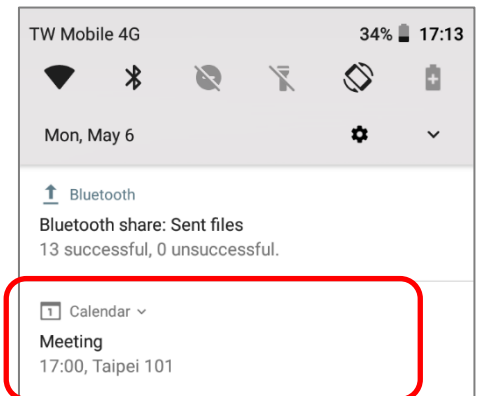 TW Mobile 4G 34% 17:13
Mon, May 6
Bluetooth
Bluetooth share: Sent files
13 successful, 0 unsuccessful.
1 Calendar
Meeting
17:00, Taipei 101